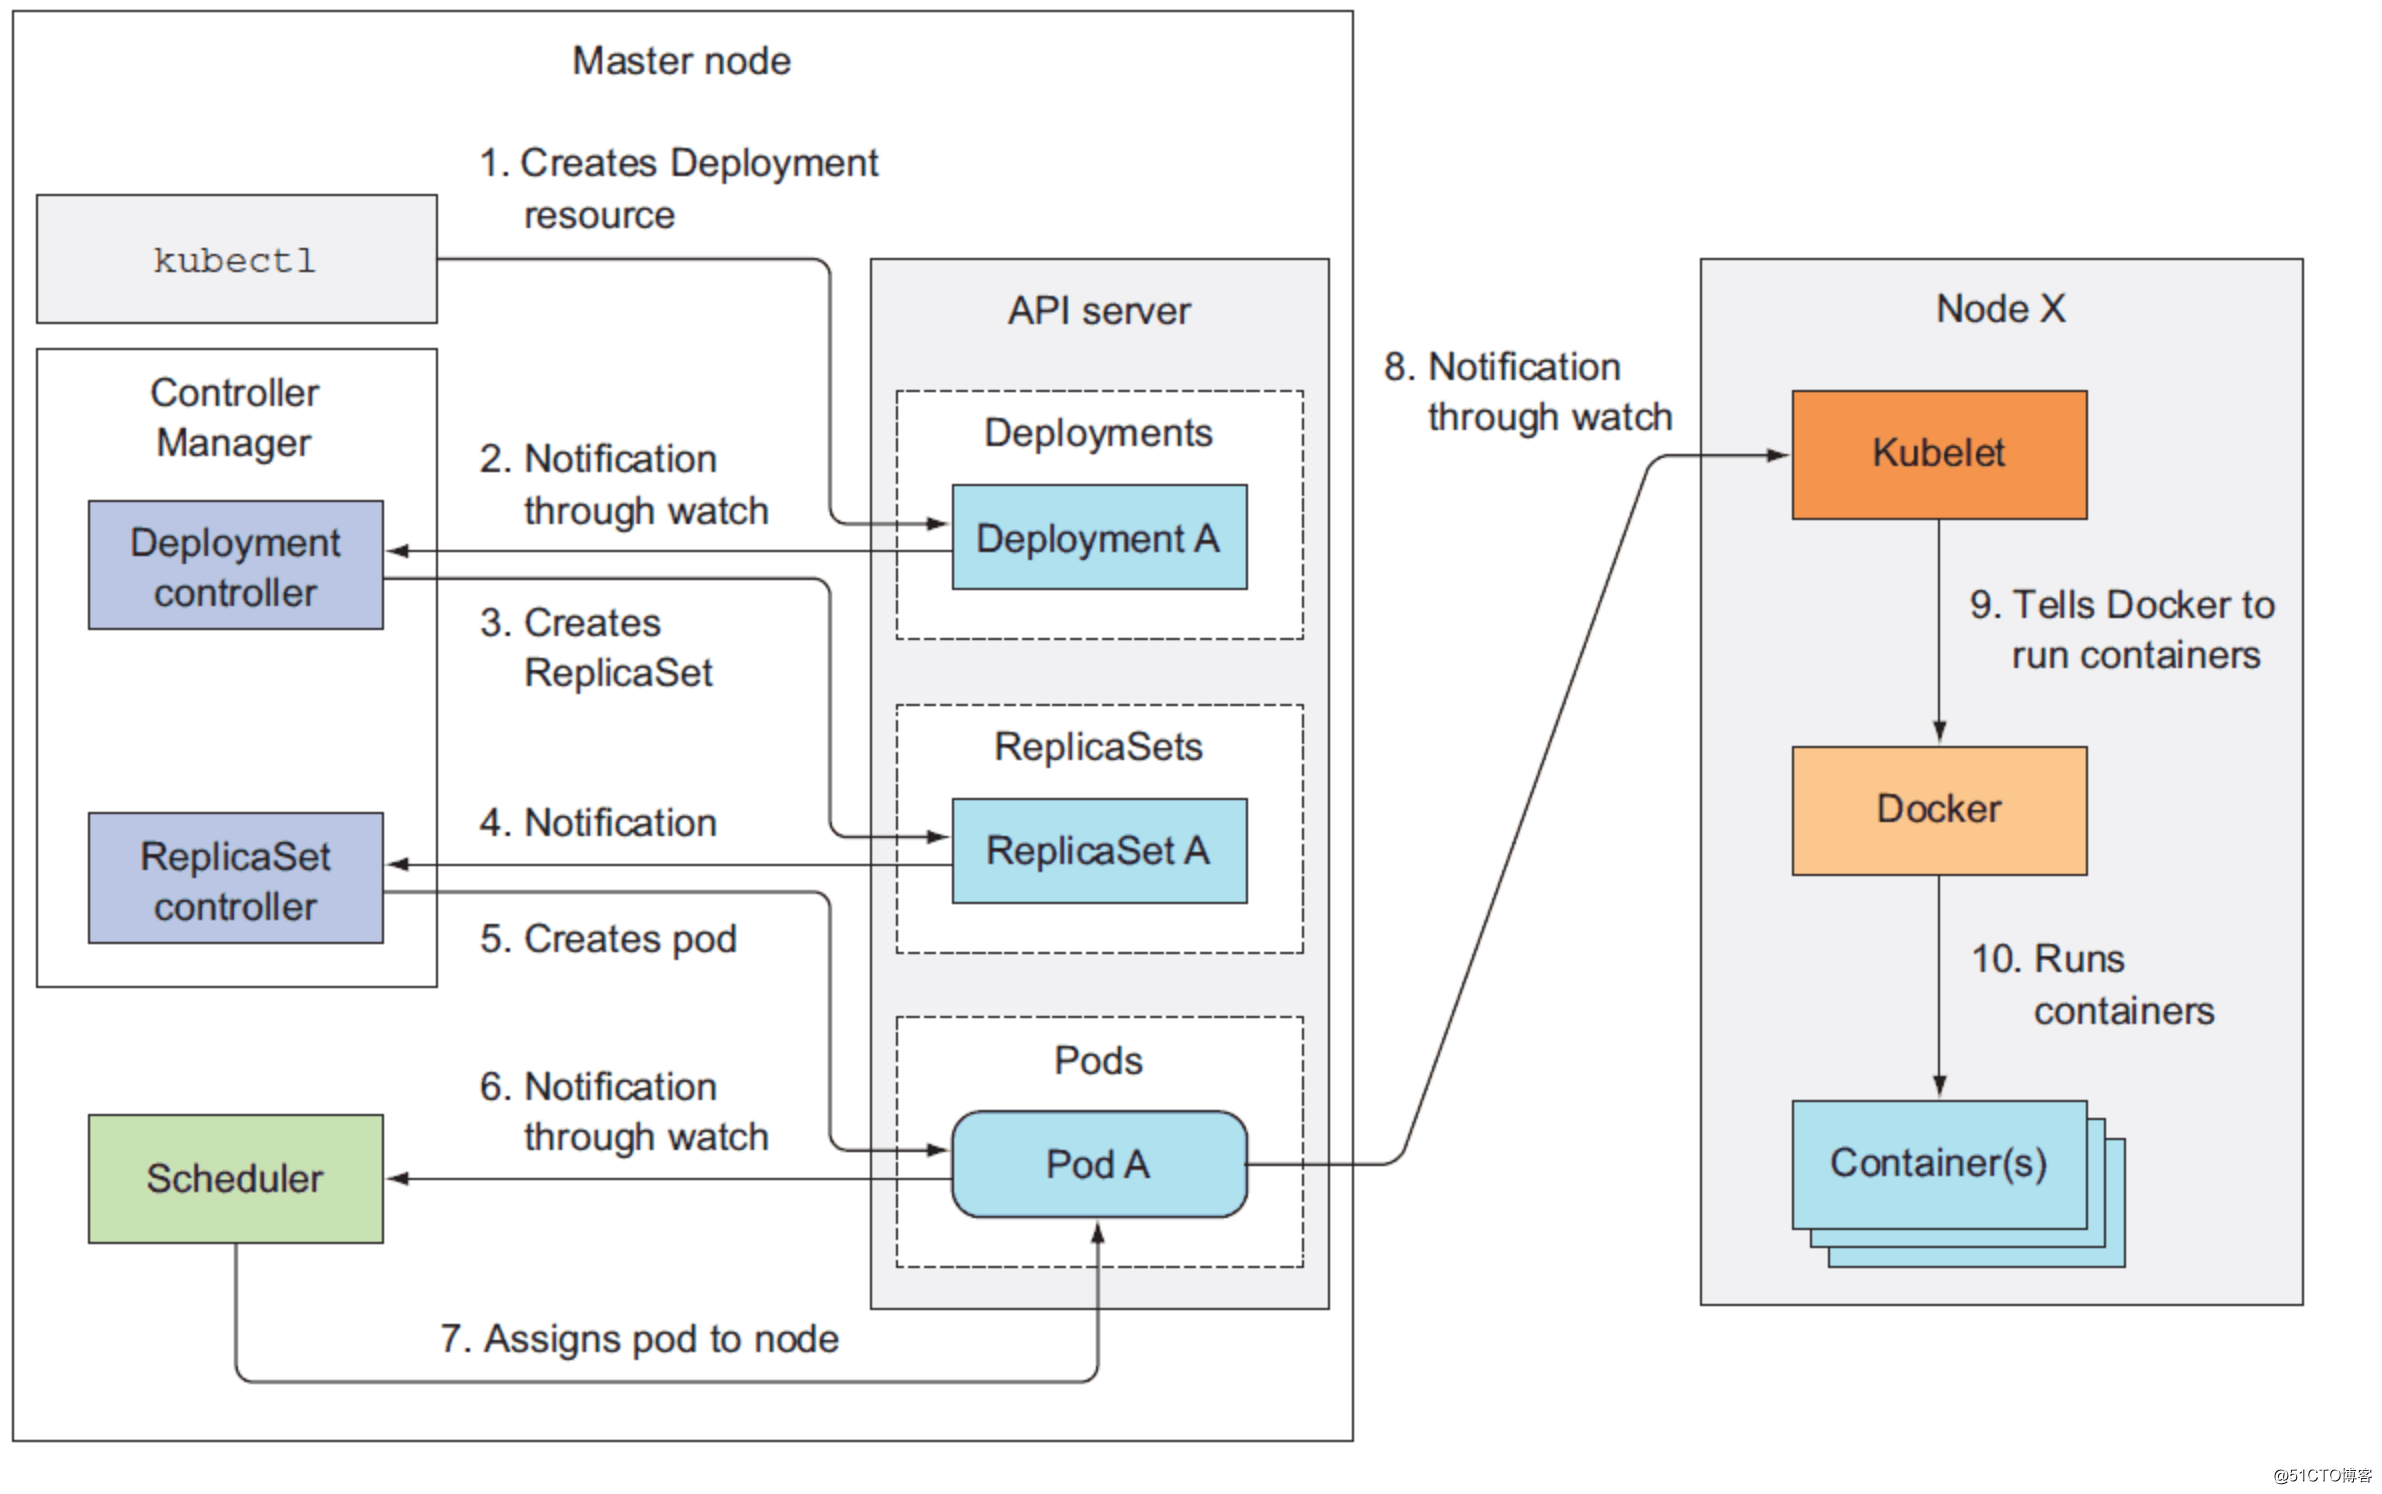 Master node
1. Creates Deployment
resource
kubectl
API server
Node X
Controller
Manager
8. Notification
through watch
Deployments
Kubelet
2. Notification
through watch
Deployment
controller
Deployment A
3. Creates
ReplicaSet
9. Tells Docker to
run containers
ReplicaSets
Docker
4. Notification
ReplicaSet
controller
ReplicaSet A
5. Creates pod
10. Runs
containers
Pods
6. Notification
through watch
Scheduler
Pod A
Container(s)
7. Assigns pod to node
@51CTO博客